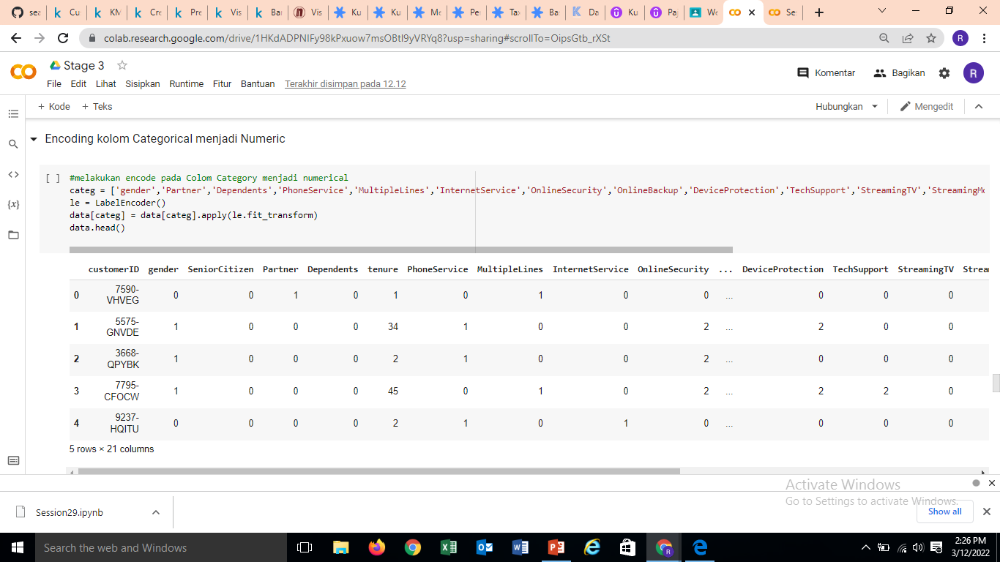 sea Cu KM Cre Pre Vis Bar Vis Ku Ku Me Per Tax Bas Da Ku Paj We Se
colab.research.google.com/drive/1HKdADPNIFy98kPxuow7msOBtI9yVRYq8?usp=sharing#scrollTo=OipsGtb_rXSt R
CO Stage 3
File Edit Lihat Sisipkan Runtime Fitur Bantuan Terakhir disimpan pada 12.12
Komentar Bagikan R
+ Kode + Teks Hubungkan Mengedit
Encoding kolom Categorical menjadi Numeric
[ ] #melakukan encode pada Colom Category menjadi numerical
categ = ['gender','Partner','Dependents','PhoneService','MultipleLines','InternetService','OnlineSecurity','OnlineBackup','DeviceProtection','TechSupport','StreamingTV','StreamingMo
le = LabelEncoder()
data[categ] = data[categ].apply(le.fit_transform)
data.head()
customerID gender SeniorCitizen Partner Dependents tenure PhoneService MultipleLines InternetService OnlineSecurity ... DeviceProtection TechSupport StreamingTV Strea
0 7590-VHVEG 0 0 1 0 1 0 1 0 0 ... 0 0 0
1 5575-GNVDE 1 0 0 0 34 1 0 0 2 ... 2 0 0
2 3668-QPYBK 1 0 0 0 2 1 0 0 2 ... 0 0 0
3 7795-CFOCW 1 0 0 0 45 0 1 0 2 ... 2 2 0
4 9237-HQITU 0 0 0 0 2 1 0 1 0 ... 0 0 0
5 rows × 21 columns
Activate Windows
Go to Settings to activate Windows.
Session29.ipynb Show all
Search the web and Windows
2:26 PM
3/12/2022